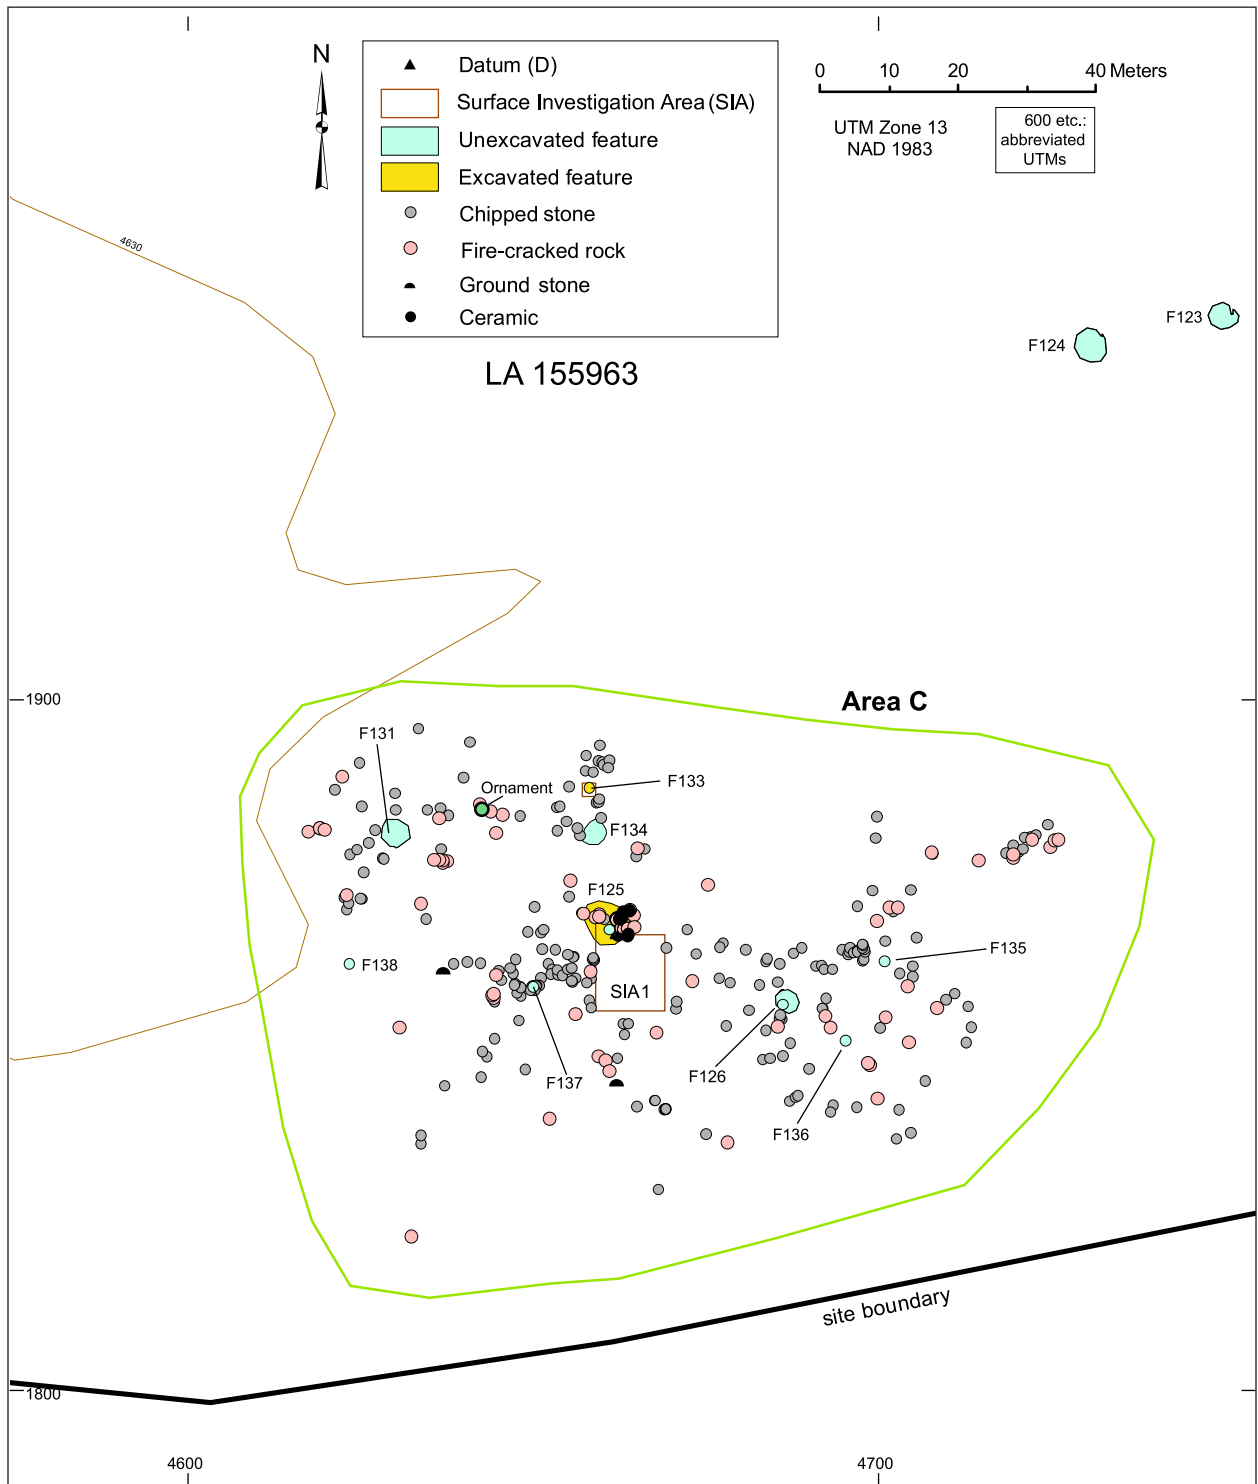 N
Datum (D)
Surface Investigation Area (SIA)
Unexcavated feature
Excavated feature
Chipped stone
Fire-cracked rock
Ground stone
Ceramic
0 10 20 40 Meters
UTM Zone 13
NAD 1983
600 etc.:
abbreviated
UTMs
4630
LA 155963
F123
F124
1900
Area C
F131
Ornament
F133
F134
F125
F135
F138
SIA1
F137
F126
F136
site boundary
1800
4600
4700